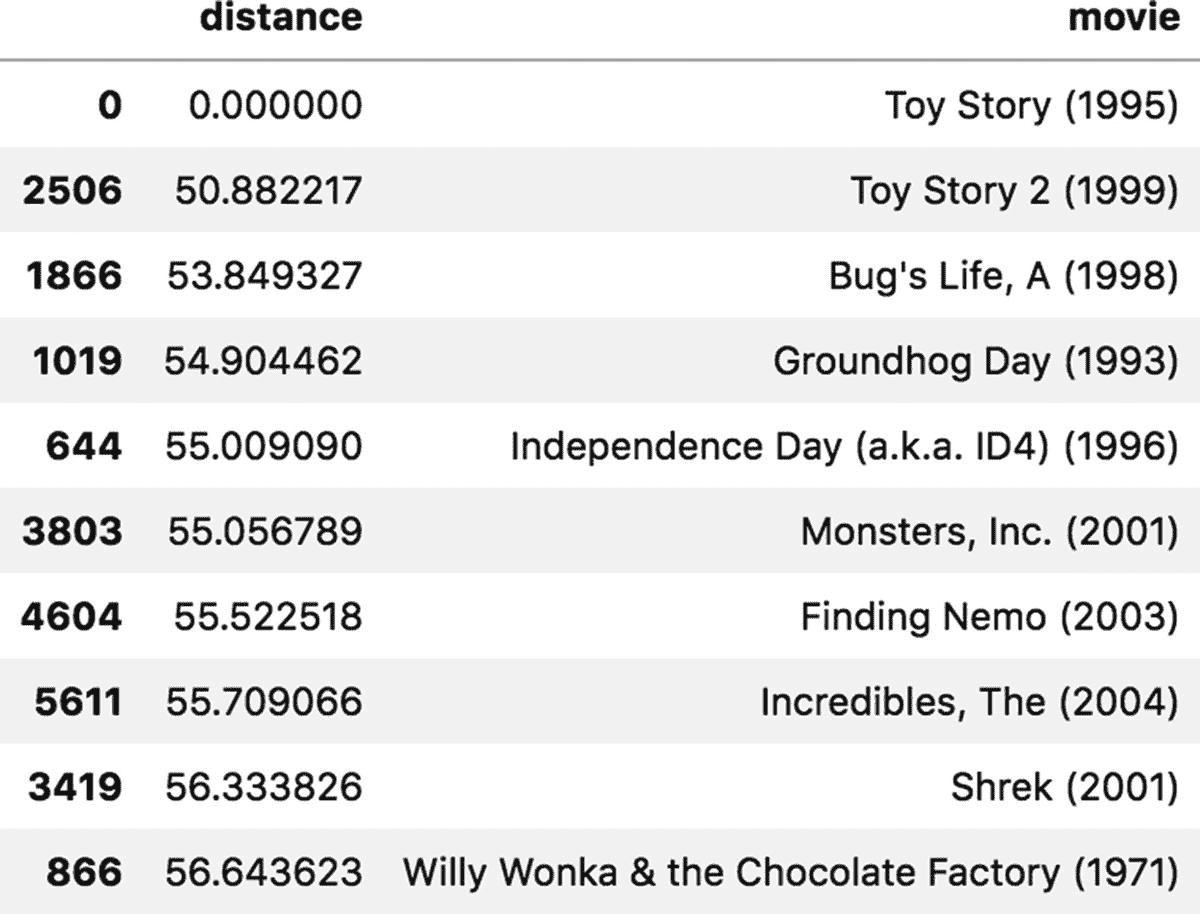 distance movie
0 0.000000 Toy Story (1995)
2506 50.882217 Toy Story 2 (1999)
1866 53.849327 Bug's Life, A (1998)
1019 54.904462 Groundhog Day (1993)
644 55.009090 Independence Day (a.k.a. ID4) (1996)
3803 55.056789 Monsters, Inc. (2001)
4604 55.522518 Finding Nemo (2003)
5611 55.709066 Incredibles, The (2004)
3419 56.333826 Shrek (2001)
866 56.643623 Willy Wonka & the Chocolate Factory (1971)